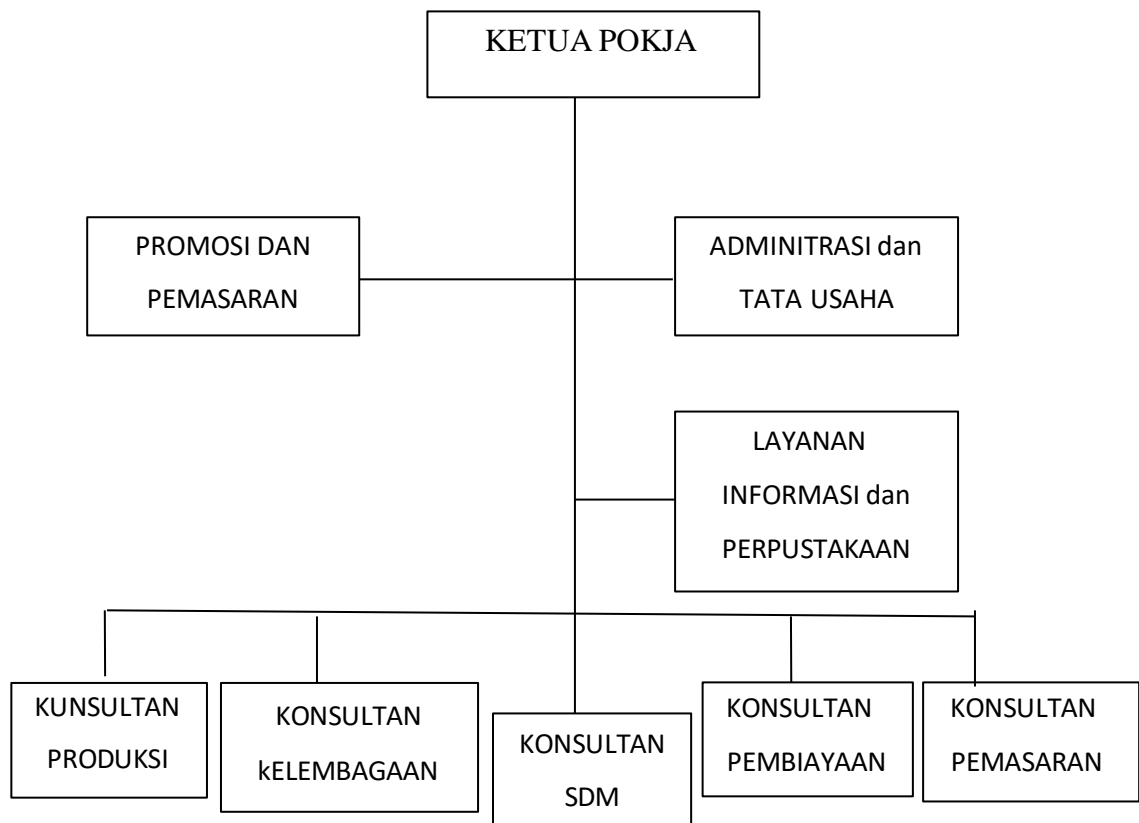 KETUA POKJA
PROMOSI DAN
PEMASARAN
ADMINITRASI dan
TATA USAHA
LAYANAN
INFORMASI dan
PERPUSTAKAAN
KUNSULTAN
PRODUKSI
KONSULTAN
kELEMBAGAAN
KONSULTAN
SDM
KONSULTAN
PEMBIAYAAN
KONSULTAN
PEMASARAN